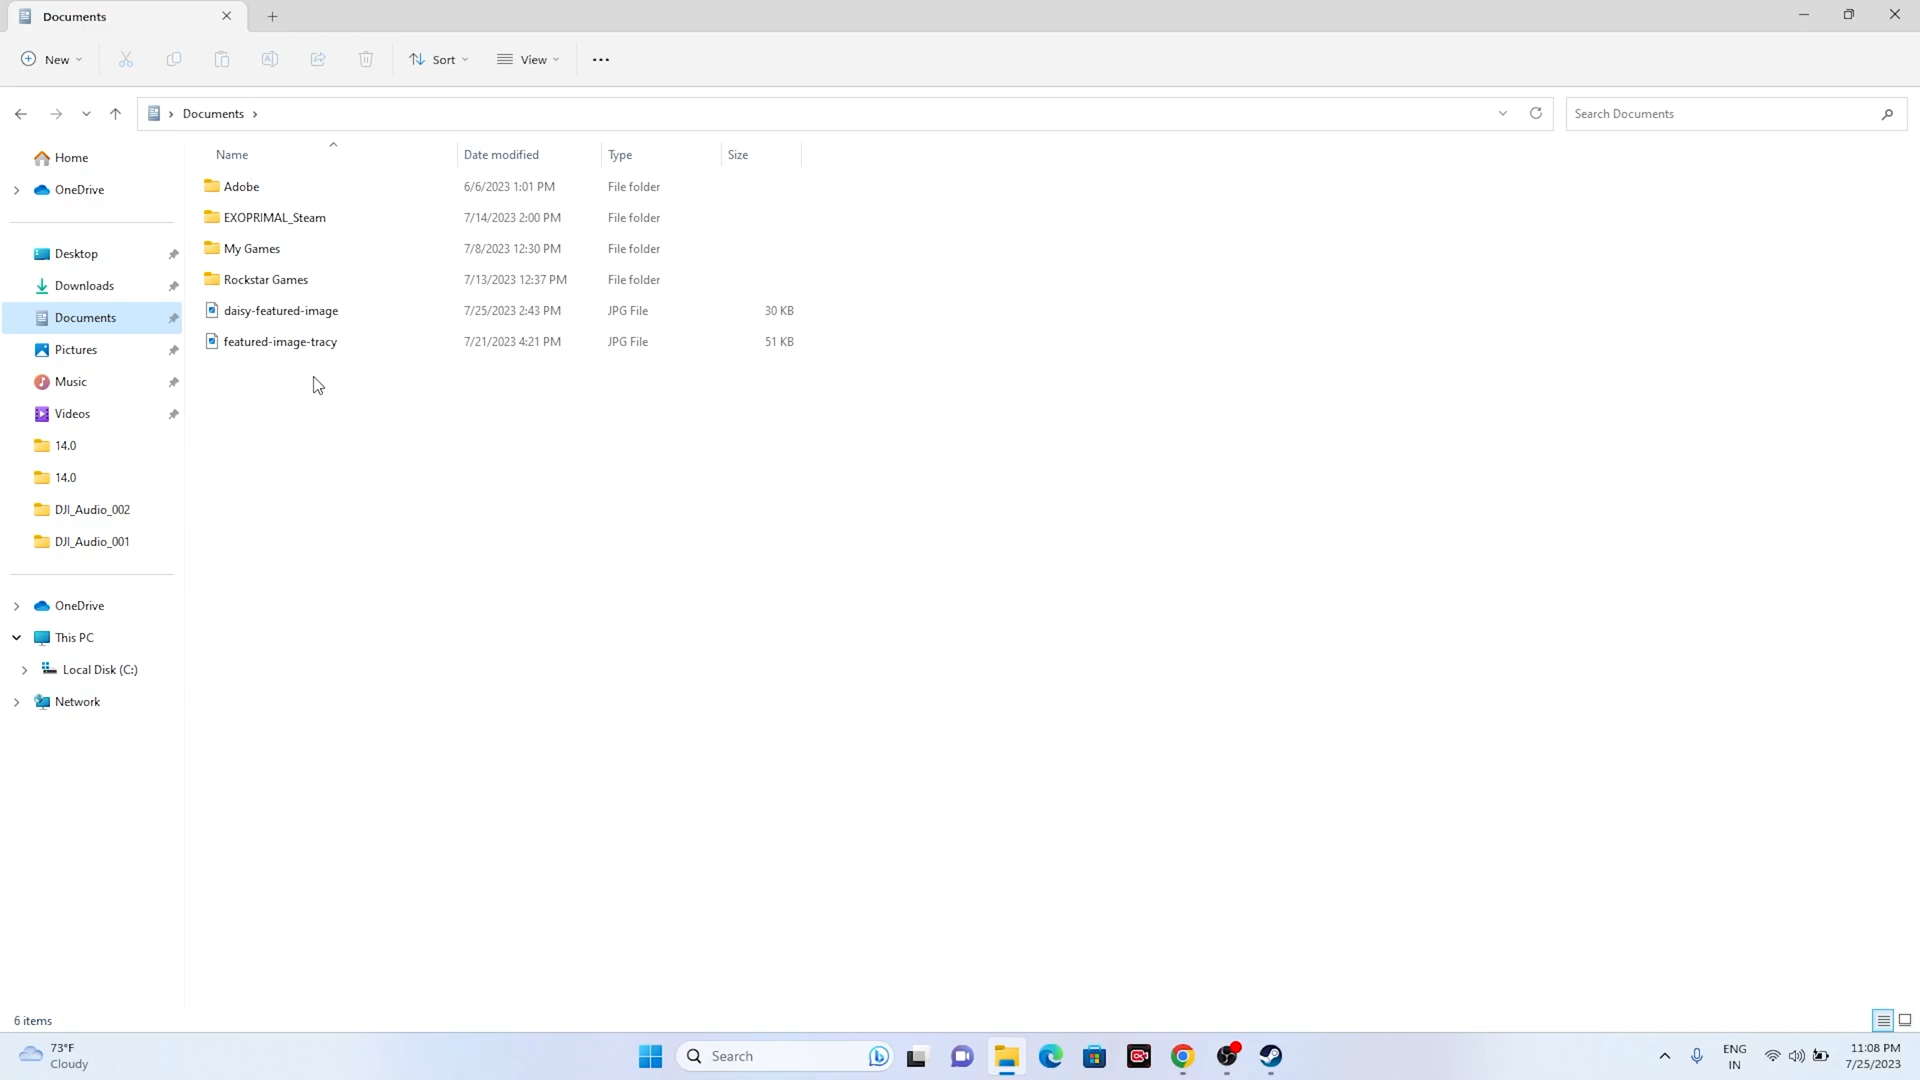 Documents
New
Sort
View
Documents
Search Documents
Home
OneDrive
Desktop
Downloads
Documents
Pictures
Music
Videos
14.0
14.0
DJI_Audio_002
DJI_Audio_001
OneDrive
This PC
Local Disk (C:)
Network
Name Date modified Type Size
Adobe 6/6/2023 1:01 PM File folder
EXOPRIMAL_Steam 7/14/2023 2:00 PM File folder
My Games 7/8/2023 12:30 PM File folder
Rockstar Games 7/13/2023 12:37 PM File folder
daisy-featured-image 7/25/2023 2:43 PM JPG File 30 KB
featured-image-tracy 7/21/2023 4:21 PM JPG File 51 KB
6 items
73°F
Cloudy
Search
ENG
IN
11:08 PM
7/25/2023